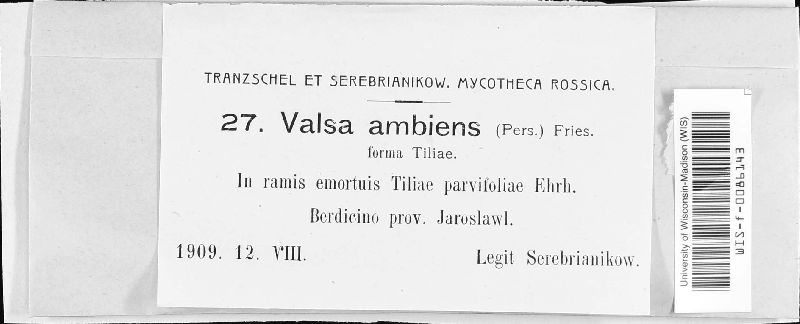 TRANZSCHEL ET SEREBRIANIKOW. MYCOTHECA ROSSICA.
27. Valsa ambiens (Pers.) Fries.
forma Tiliae.
In ramis emortuis Tiliae parvifoliae Ehrh.
Berdicino prov. Jaroslawl.
1909. 12. VIII.
Legit Serebrianikow.
University of Wisconsin-Madison (WIS)
WIS-f-0089143